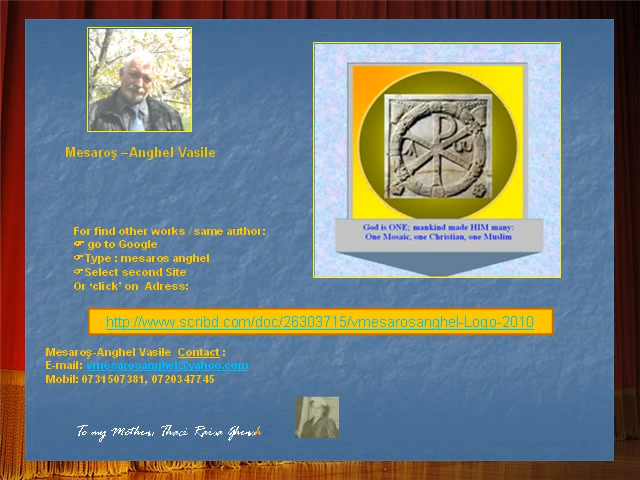 Mesaroş –Anghel Vasile
God is ONE; mankind made HIM many:
One Mosaic, one Christian, one Muslim
For find other works / same author:
☞ go to Google
☞Type : mesaros anghel
☞Select second Site
Or ‘click’ on Adress:
http://www.scribd.com/doc/26303715/vmesarosanghel-Logo-2010
Mesaroş-Anghel Vasile Contact :
E-mail: vmesarosanghel@yahoo.com
Mobil: 0731507381, 0720347745
To my Mother, Thaci Raisa